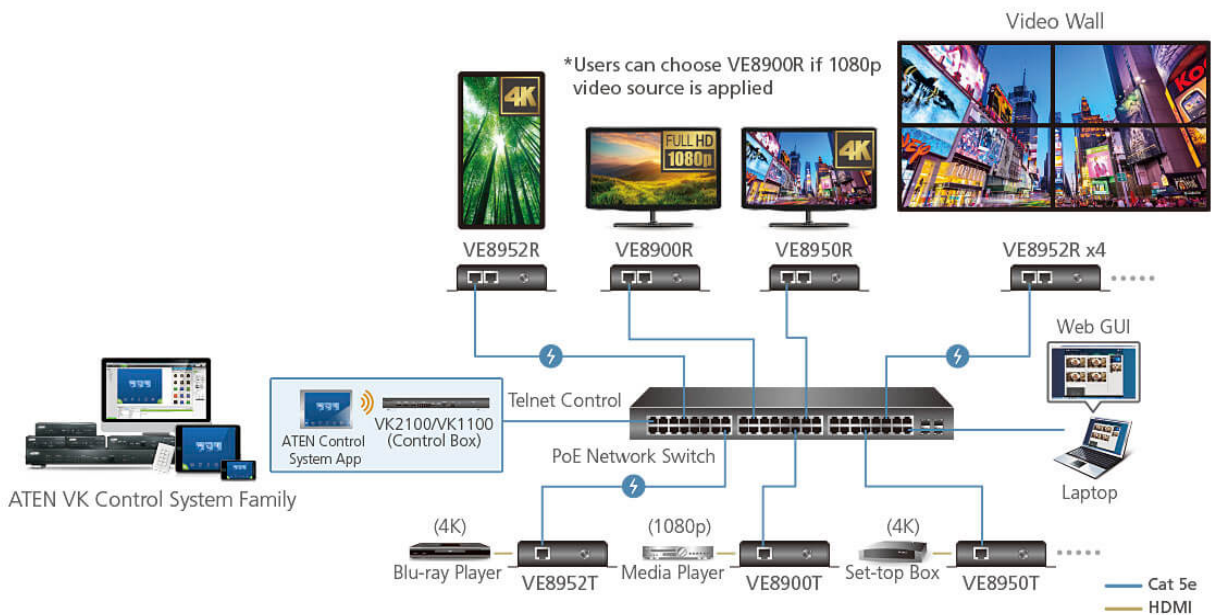 Video Wall
*Users can choose VE8900R if 1080p
video source is applied
4K
FULL HD
1080p
4K
VE8952R
VE8900R
VE8950R
VE8952R x4
Web GUI
Telnet Control
ATEN Control
System App
VK2100/VK1100
(Control Box)
PoE Network Switch
Laptop
ATEN VK Control System Family
(4K)
(1080p)
(4K)
Blu-ray Player
VE8952T
Media Player
VE8900T
Set-top Box
VE8950T
Cat 5e
HDMI